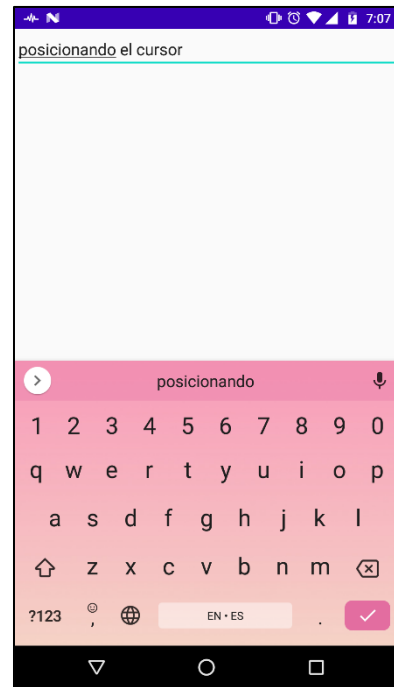 7:07
posicionando el cursor
posicionando
1 2 3 4 5 6 7 8 9 0
q w e r t y u i o p
a s d f g h j k l
z x c v b n m
?123 , EN • ES .